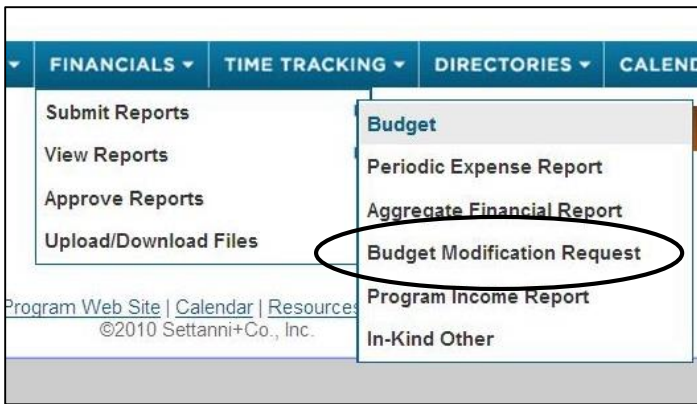 FINANCIALS TIME TRACKING DIRECTORIES CALEND
Submit Reports
View Reports
Approve Reports
Upload/Download Files
Budget
Periodic Expense Report
Aggregate Financial Report
Budget Modification Request
Program Income Report
In-Kind Other
Program Web Site | Calendar | Resources
©2010 Settanni+Co., Inc.